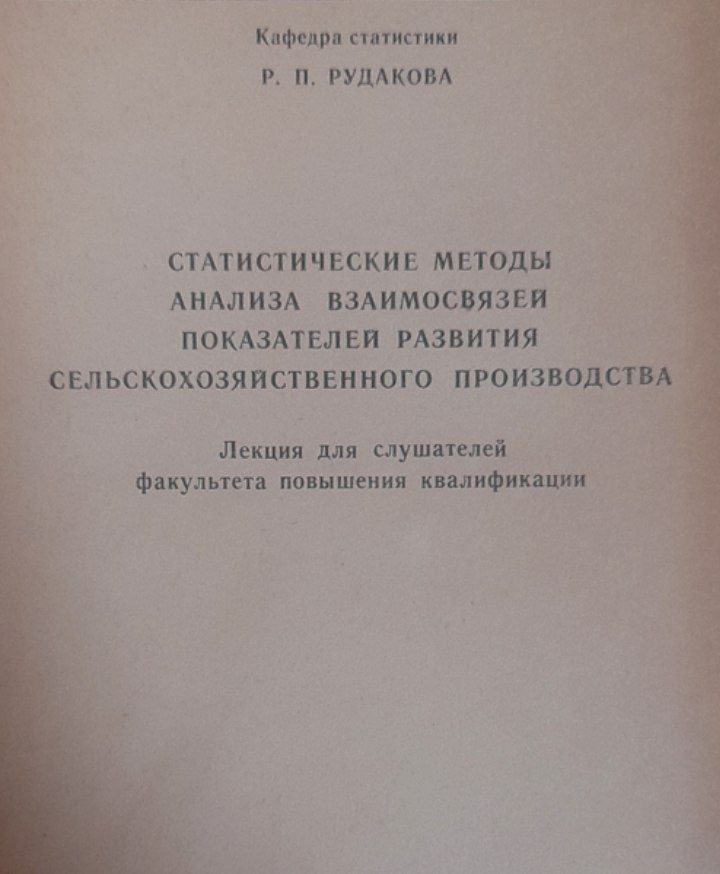 Кафедра статистики
Р. П. РУДАКОВА
СТАТИСТИЧЕСКИЕ МЕТОДЫ
АНАЛИЗА ВЗАИМОСВЯЗЕЙ
ПОКАЗАТЕЛЕЙ РАЗВИТИЯ
СЕЛЬСКОХОЗЯЙСТВЕННОГО ПРОИЗВОДСТВА
Лекция для слушателей
факультета повышения квалификации